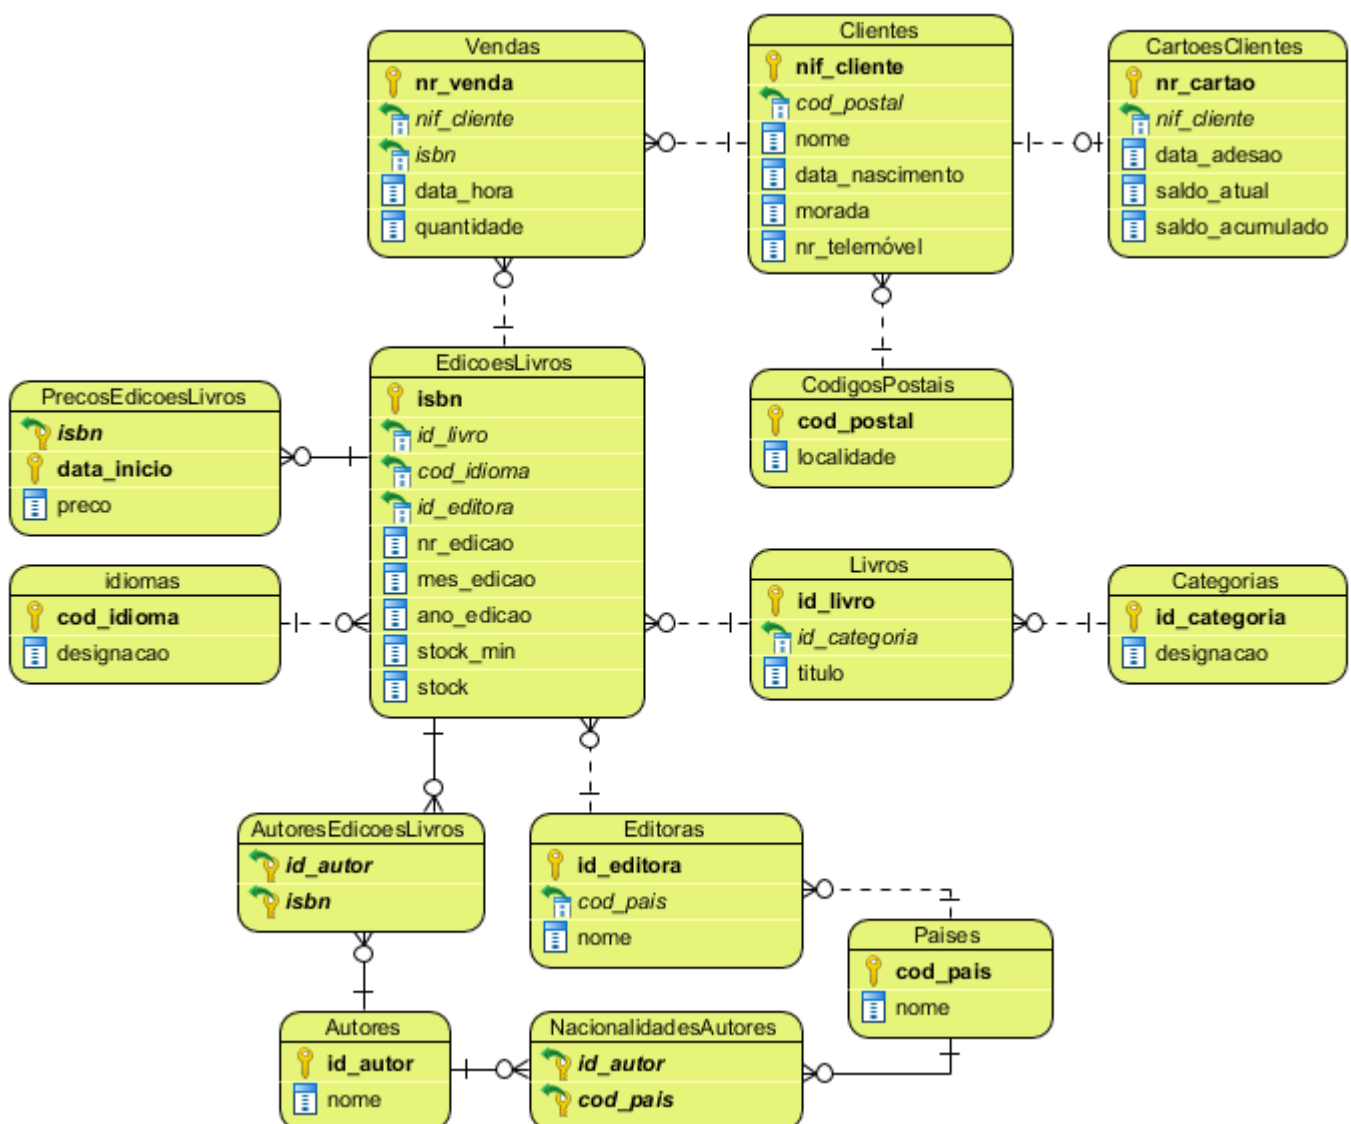 Vendas
nr_venda
nif_cliente
isbn
data_hora
quantidade
Clientes
nif_cliente
cod_postal
nome
data_nascimento
morada
nr_telemóvel
CartoesClientes
nr_cartao
nif_cliente
data_adesao
saldo_atual
saldo_acumulado
PrecosEdicoesLivros
isbn
data_inicio
preco
EdicoesLivros
isbn
id_livro
cod_idioma
id_editora
nr_edicao
mes_edicao
ano_edicao
stock_min
stock
CodigosPostais
cod_postal
localidade
idiomas
cod_idioma
designacao
Livros
id_livro
id_categoria
titulo
Categorias
id_categoria
designacao
AutoresEdicoesLivros
id_autor
isbn
Editoras
id_editora
cod_pais
nome
Paises
cod_pais
nome
Autores
id_autor
nome
NacionalidadesAutores
id_autor
cod_pais